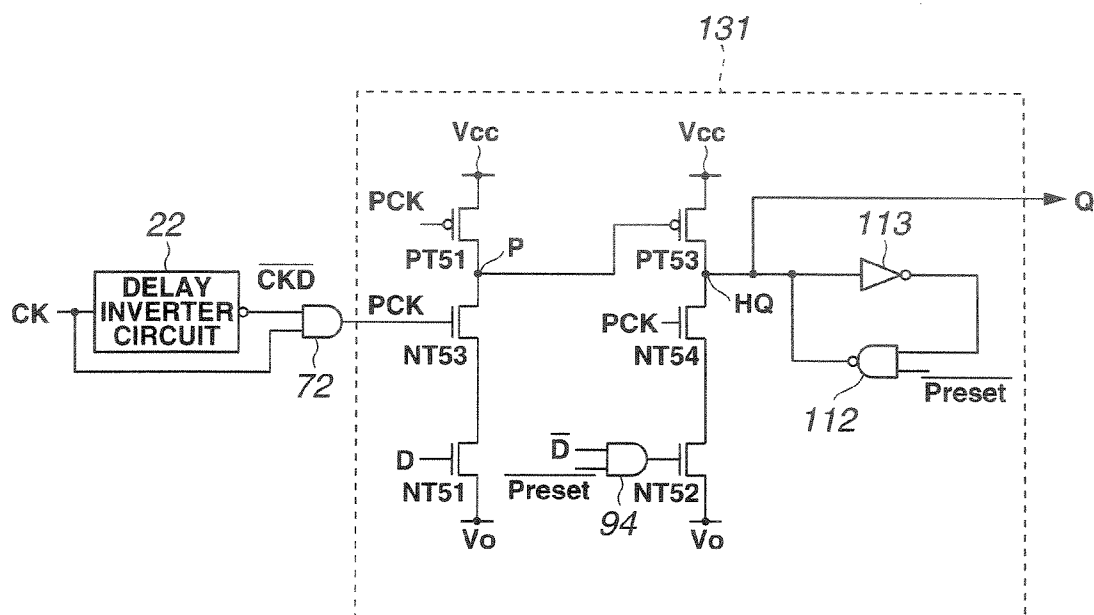 131
Vcc
Vcc
PCK
Q
22
113
PT51
P
PT53
CKD
DELAY
INVERTER
CIRCUIT
CK
PCK
HQ
PCK
NT53
NT54
72
Preset
112
D
D
NT51
Preset
NT52
94
Vo
Vo